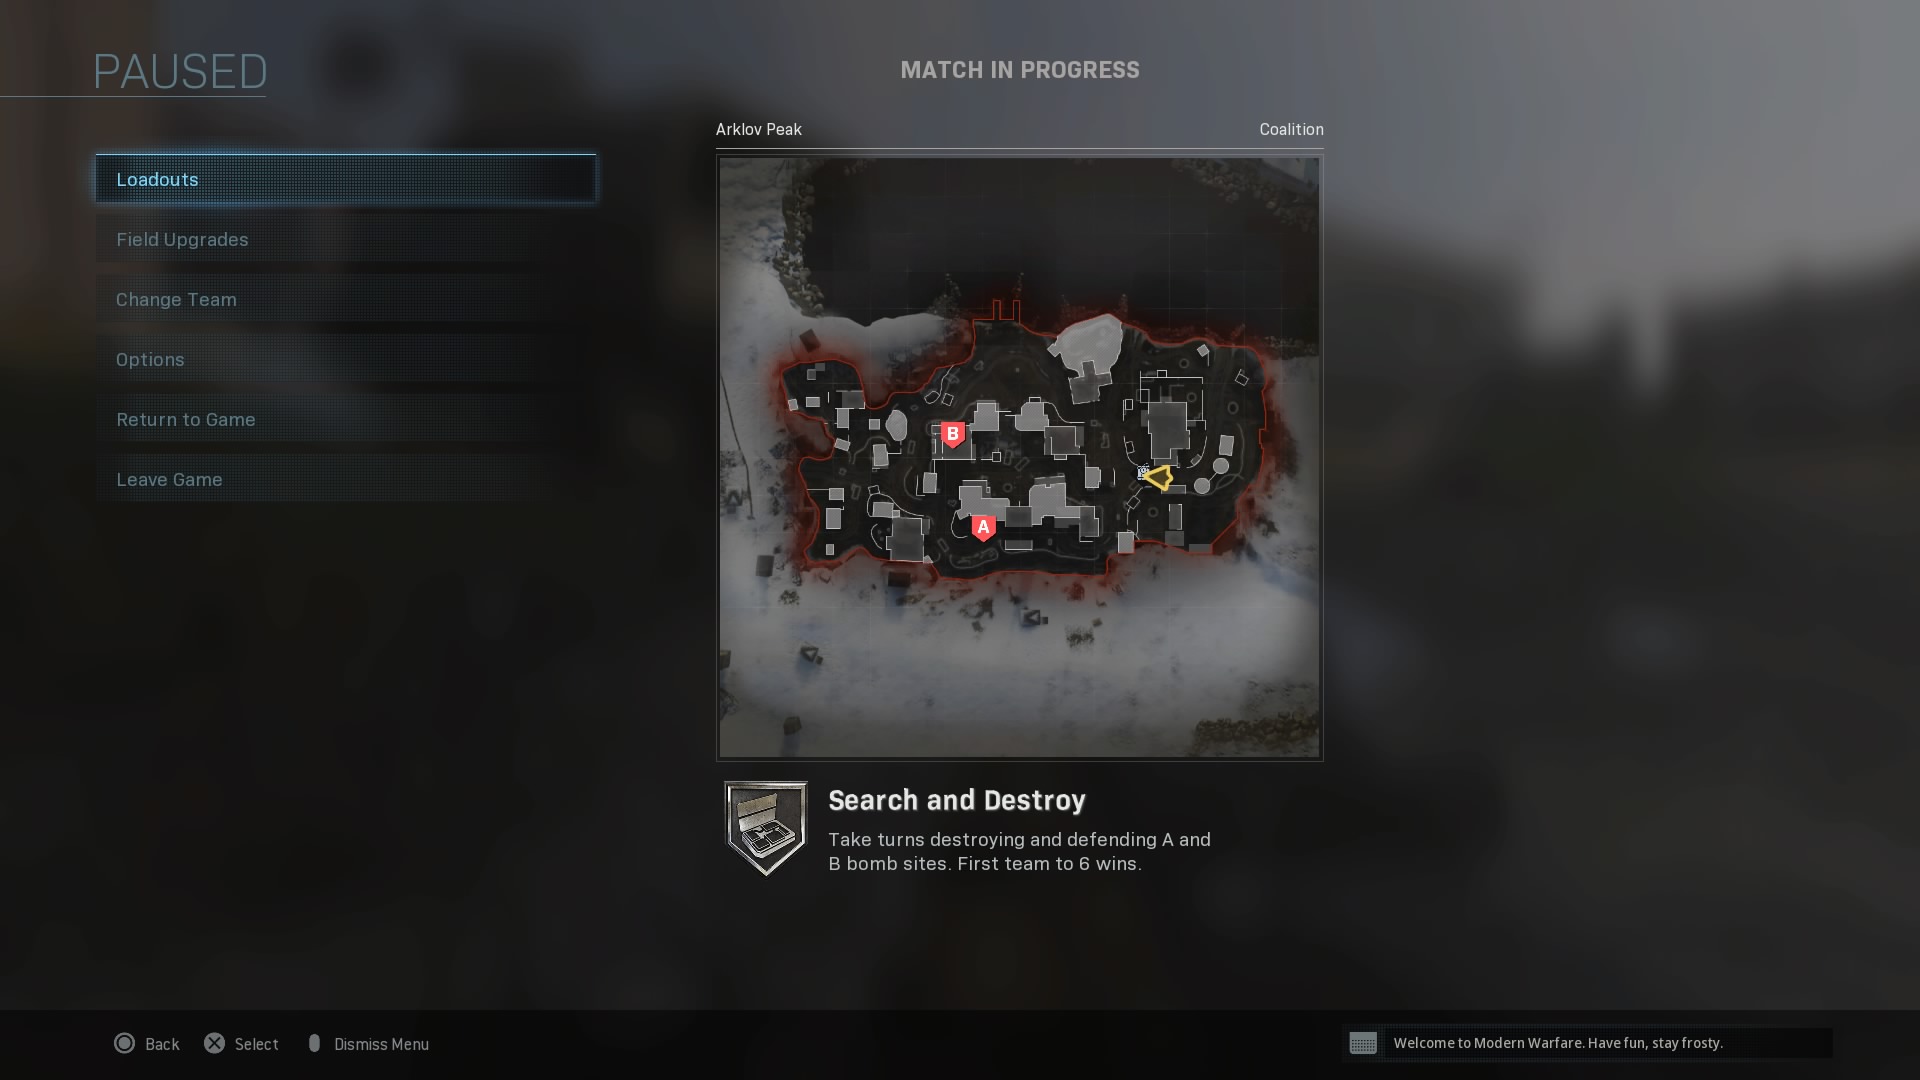 PAUSED
MATCH IN PROGRESS
Arklov Peak
Coalition
Loadouts
Field Upgrades
Change Team
Options
Return to Game
Leave Game
B
A
Search and Destroy
Take turns destroying and defending A and
B bomb sites. First team to 6 wins.
Back
Select
Dismiss Menu
Welcome to Modern Warfare. Have fun, stay frosty.